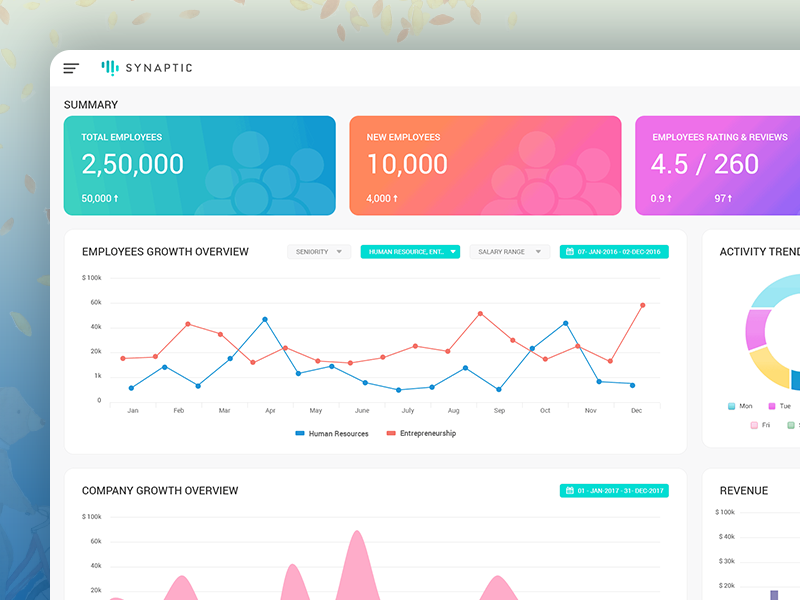 SYNAPTIC
SUMMARY
TOTAL EMPLOYEES
2,50,000
50,000
NEW EMPLOYEES
10,000
4,000
EMPLOYEES RATING & REVIEWS
4.5 / 260
0.9 97
EMPLOYEES GROWTH OVERVIEW
SENIORITY
HUMAN RESOURCE, ENT..
SALARY RANGE
07- JAN-2016 - 02-DEC-2016
$ 100k
60k
40k
20k
1k
0
Jan Feb Mar Apr May June July Aug Sep Oct Nov Dec
Human Resources Entrepreneurship
ACTIVITY TREND
Mon Tue
Fri S
COMPANY GROWTH OVERVIEW
01 - JAN-2017 - 31- DEC-2017
$ 100k
60k
40k
20k
REVENUE
$ 100k
$ 40k
$ 30k
$ 20k